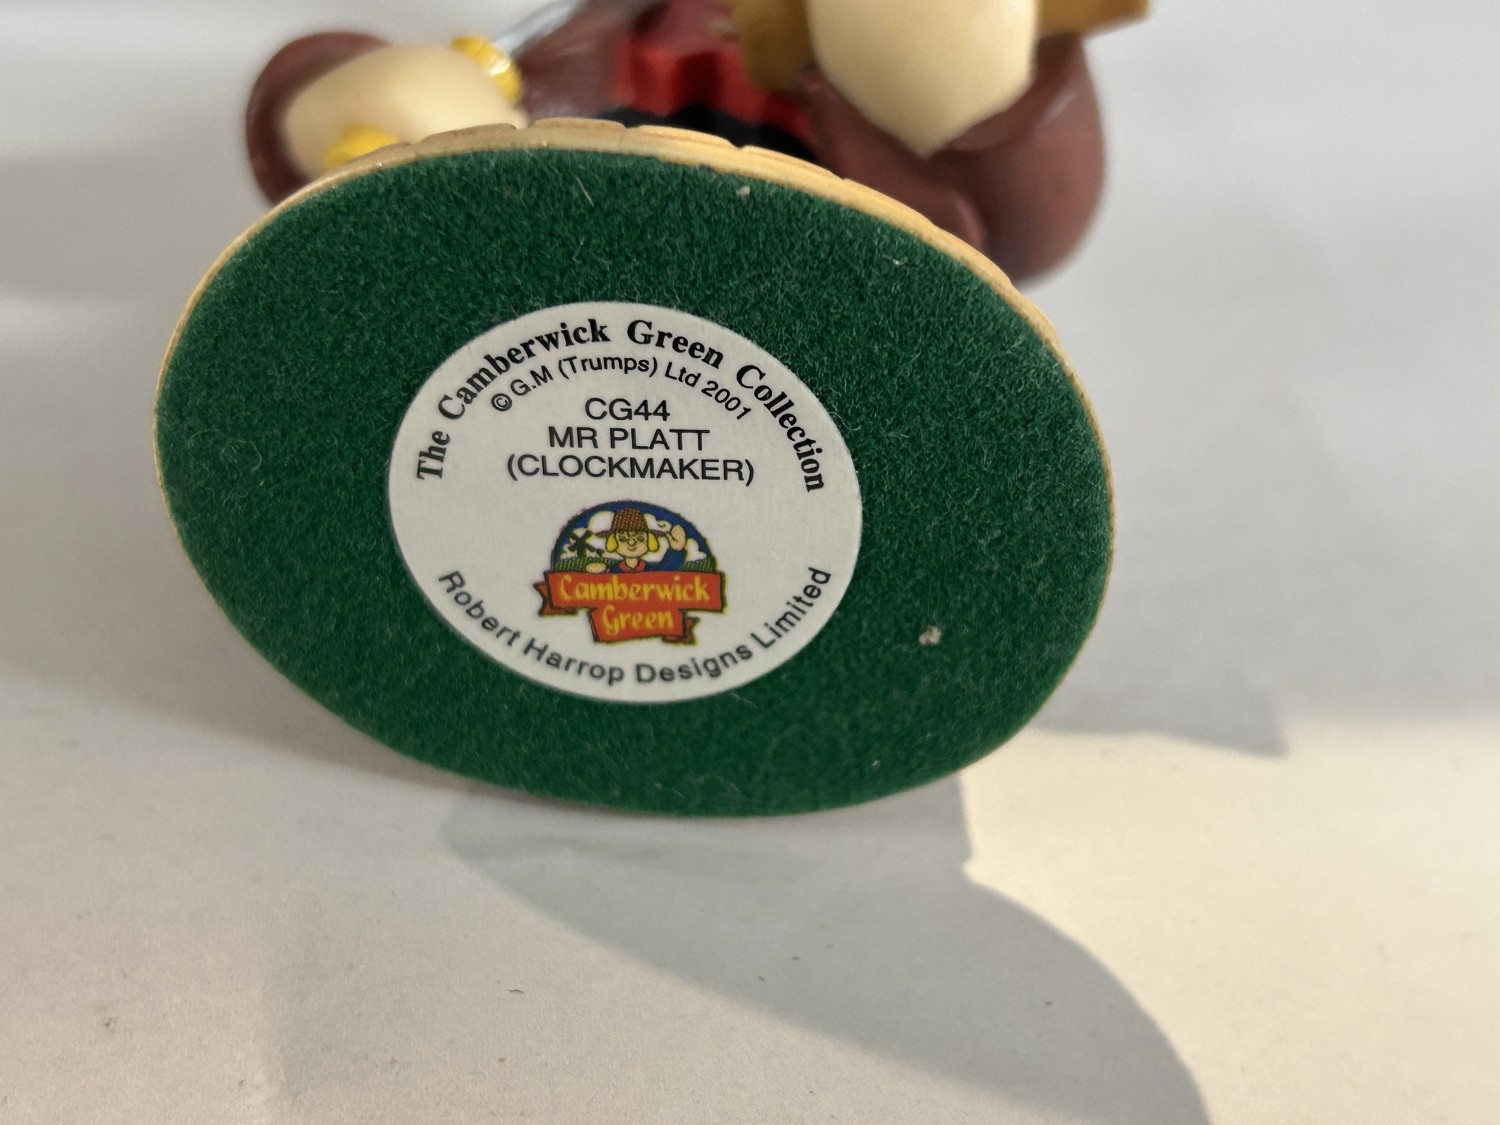 The Camberwick Green Collection
© G.M (Trumps) Ltd 2001
CG44
MR PLATT
(CLOCKMAKER)
Camberwick
Green
Robert Harrop Designs Limited